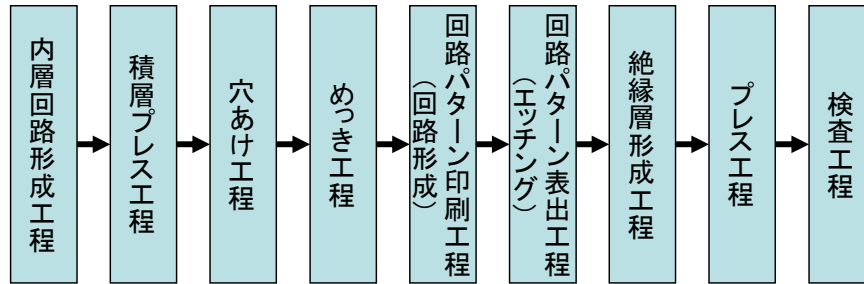 内層回路形成工程
積層プレス工程
穴あけ工程
めっき工程
回路パターン印刷工程
（回路形成）
回路パターン表出工程
（エッチング）
絶縁層形成工程
プレス工程
検査工程